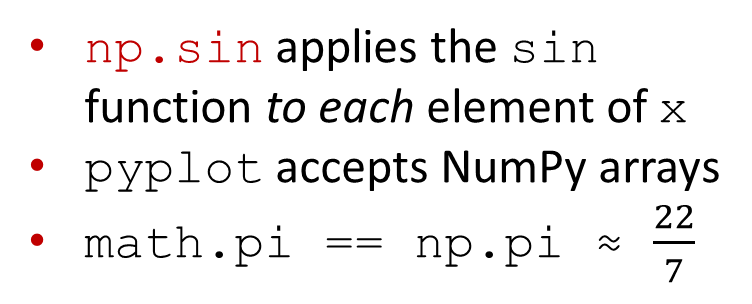 • np.sin applies the sin
function to each element of x
• pyplot accepts NumPy arrays
• math.pi == np.pi ≈ 22/7